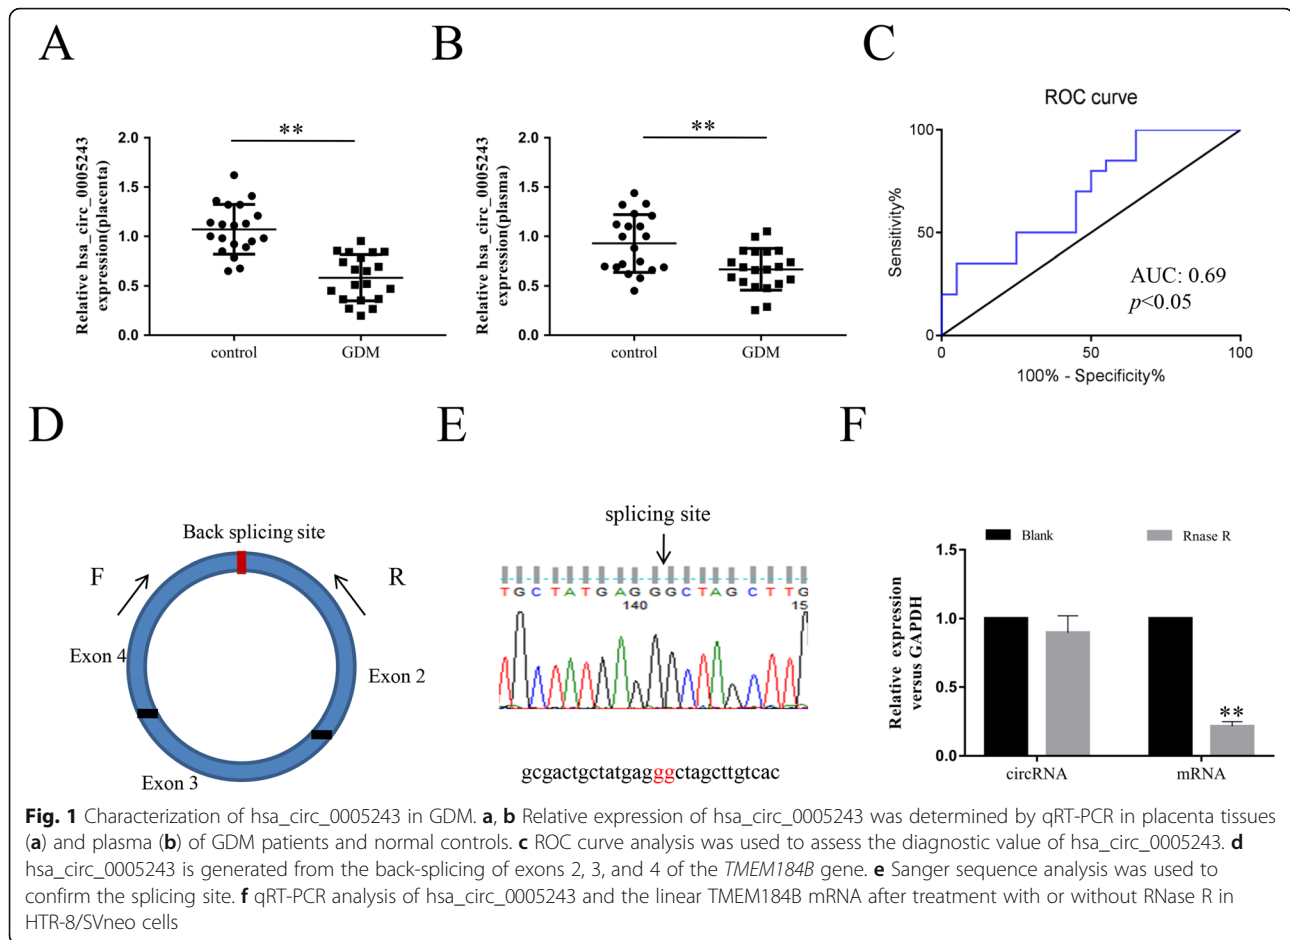 A
B
C
Relative hsa_circ_0005243
expression(placenta)
2.0
1.5
1.0
0.5
0.0
**
control
GDM
Relative hsa_circ_0005243
expression(plasma)
2.0
1.5
1.0
0.5
0.0
**
control
GDM
ROC curve
Sensitivity%
100
50
0
AUC: 0.69
p<0.05
0
50
100
100% - Specificity%
D
E
F
Back splicing site
F
R
Exon 4
Exon 2
Exon 3
splicing site
TGCTATGAGGGCTAGCTTG
140
15
gcgactgctatgagggctagcttgtcac
Blank
Rnase R
Relative expression
versus GAPDH
1.5
1.0
0.5
0.0
**
circRNA
mRNA
Fig. 1 Characterization of hsa_circ_0005243 in GDM. a, b Relative expression of hsa_circ_0005243 was determined by qRT-PCR in placenta tissues
(a) and plasma (b) of GDM patients and normal controls. c ROC curve analysis was used to assess the diagnostic value of hsa_circ_0005243. d
hsa_circ_0005243 is generated from the back-splicing of exons 2, 3, and 4 of the TMEM184B gene. e Sanger sequence analysis was used to
confirm the splicing site. f qRT-PCR analysis of hsa_circ_0005243 and the linear TMEM184B mRNA after treatment with or without RNase R in
HTR-8/SVneo cells